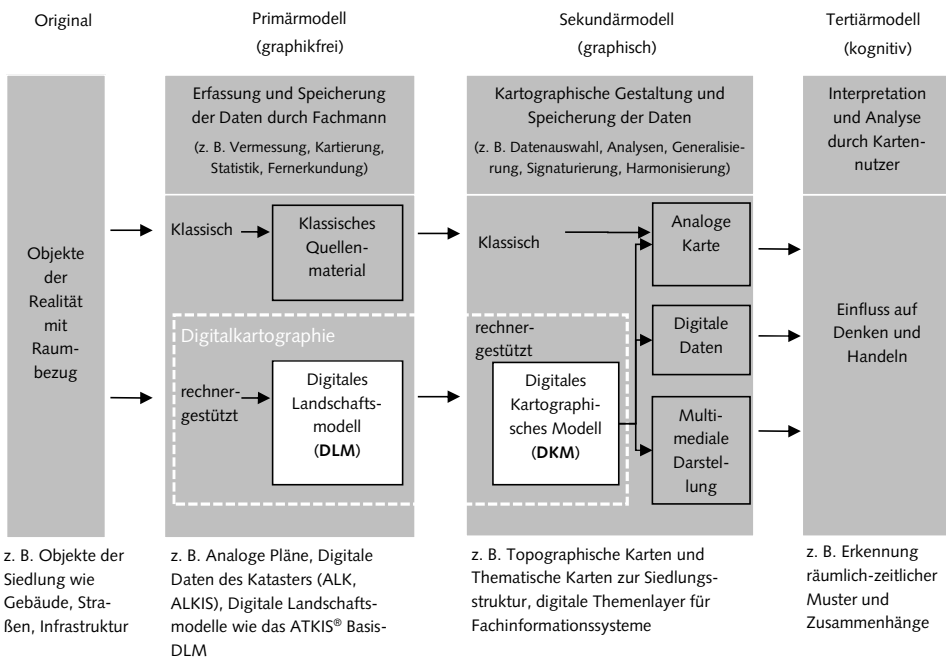 Original
Primärmodell
(graphikfrei)
Sekundärmodell
(graphisch)
Tertiärmodell
(kognitiv)
Erfassung und Speicherung
der Daten durch Fachmann
(z. B. Vermessung, Kartierung,
Statistik, Fernerkundung)
Kartographische Gestaltung und
Speicherung der Daten
(z. B. Datenauswahl, Analysen, Generalisie-
rung, Signaturierung, Harmonisierung)
Interpretation
und Analyse
durch Karten-
nutzer
Objekte
der
Realität
mit
Raum-
bezug
Klassisch
Klassisches
Quellen-
material
Klassisch
Analoge
Karte
Digitalkartographie
rechner-
gestützt
Digitales
Landschafts-
modell
(DLM)
rechner-
gestützt
Digitales
Kartographi-
sches Modell
(DKM)
Digitale
Daten
Multi-
mediale
Darstel-
lung
Einfluss auf
Denken und
Handeln
z. B. Objekte der
Siedlung wie
Gebäude, Stra-
ßen, Infrastruktur
z. B. Analoge Pläne, Digitale
Daten des Katasters (ALK,
ALKIS), Digitale Landschafts-
modelle wie das ATKIS® Basis-
DLM
z. B. Topographische Karten und
Thematische Karten zur Siedlungs-
struktur, digitale Themenlayer für
Fachinformationssysteme
z. B. Erkennung
räumlich-zeitlicher
Muster und
Zusammenhänge